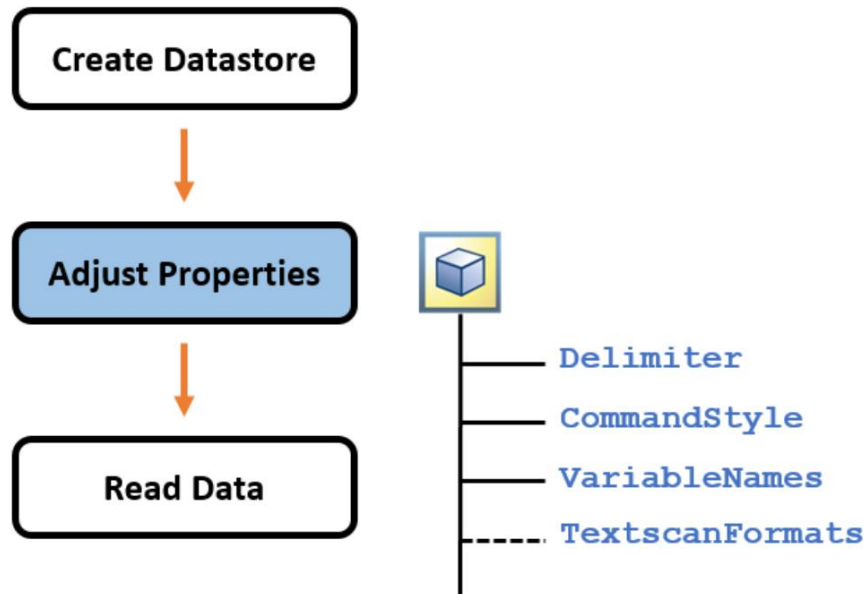 Create Datastore
Adjust Properties
Delimiter
CommandStyle
VariableNames
Read Data
TextscanFormats